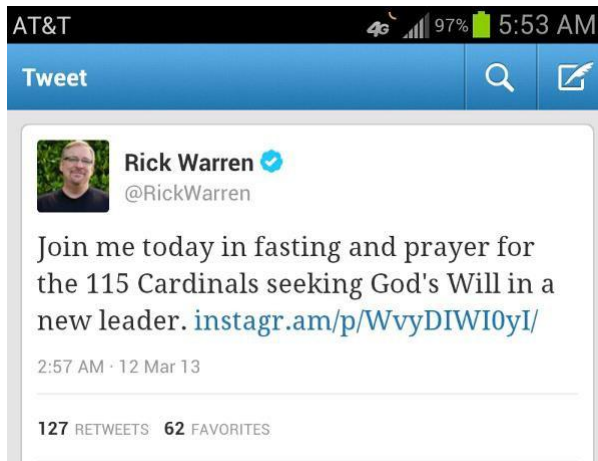 AT&T 4G 97% 5:53 AM
Tweet
Rick Warren
@RickWarren
Join me today in fasting and prayer for
the 115 Cardinals seeking God's Will in a
new leader. instagr.am/p/WvyDIWI0yI/
2:57 AM · 12 Mar 13
127 RETWEETS 62 FAVORITES